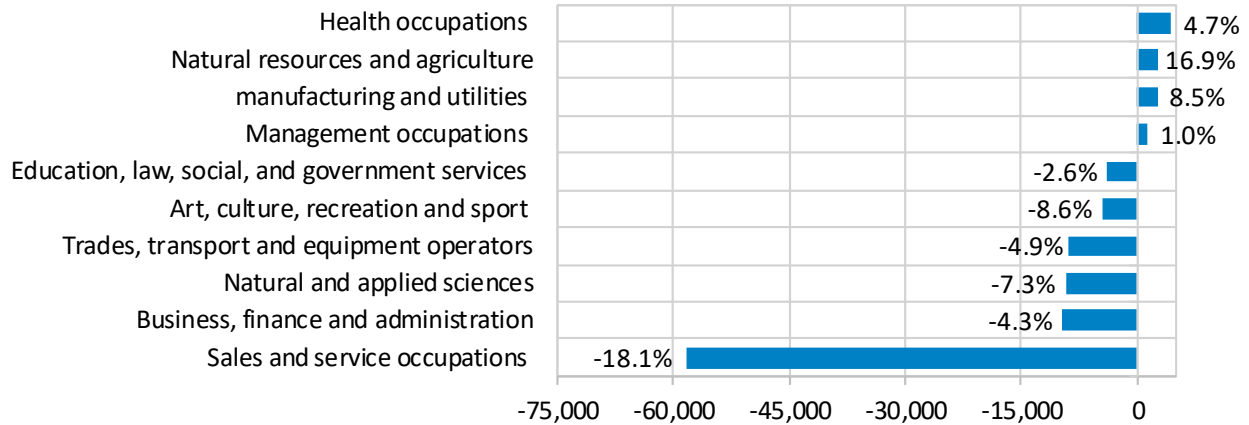 Health occupations 4.7%
Natural resources and agriculture 16.9%
manufacturing and utilities 8.5%
Management occupations 1.0%
Education, law, social, and government services -2.6%
Art, culture, recreation and sport -8.6%
Trades, transport and equipment operators -4.9%
Natural and applied sciences -7.3%
Business, finance and administration -4.3%
Sales and service occupations -18.1%
-75,000 -60,000 -45,000 -30,000 -15,000 0